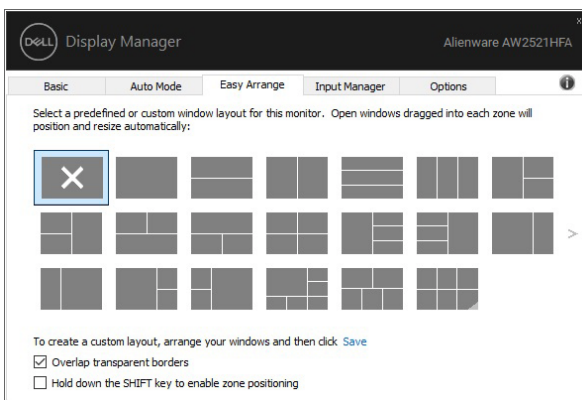 DELL Display Manager Alienware AW2521HFA
Basic Auto Mode Easy Arrange Input Manager Options
Select a predefined or custom window layout for this monitor. Open windows dragged into each zone will
position and resize automatically:
To create a custom layout, arrange your windows and then click Save
Overlap transparent borders
Hold down the SHIFT key to enable zone positioning